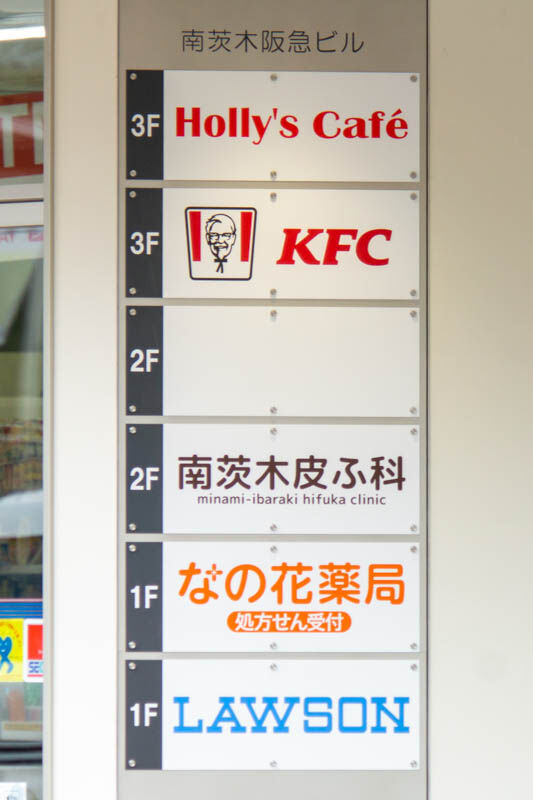 南茨木阪急ビル
3F Holly's Café
3F KFC
2F
2F 南茨木皮ふ科
minami-ibaraki hifuka clinic
1F なの花薬局
処方せん受付
1F LAWSON